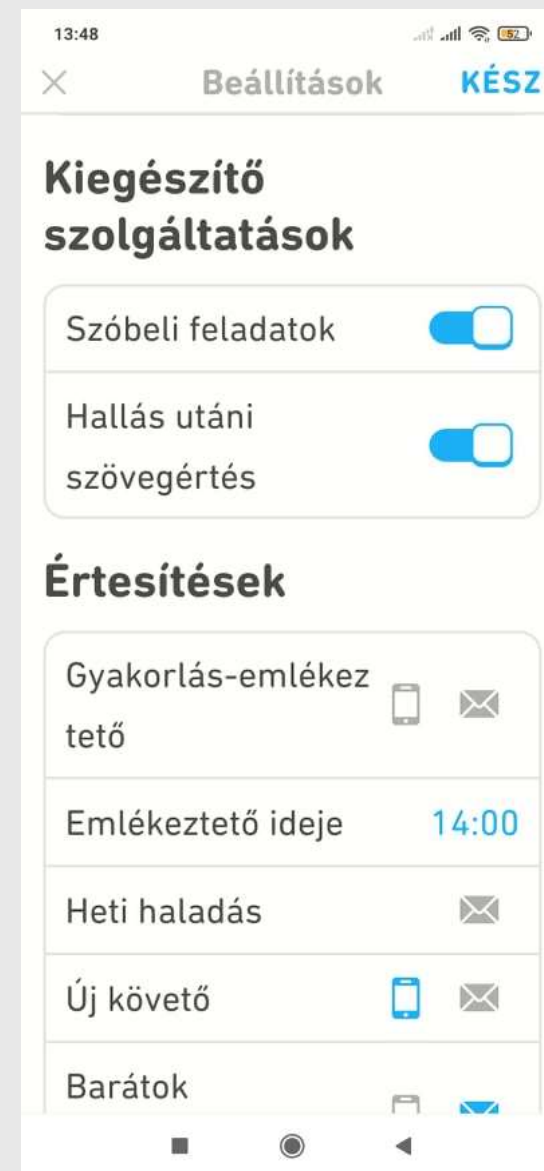 13:48
52
Beállítások
KÉSZ
Kiegészítő
szolgáltatások
Szóbeli feladatok
Hallás utáni
szövegértés
Értesítések
Gyakorlás-emlékez
tető
Emlékeztető ideje 14:00
Heti haladás
Új követő
Barátok